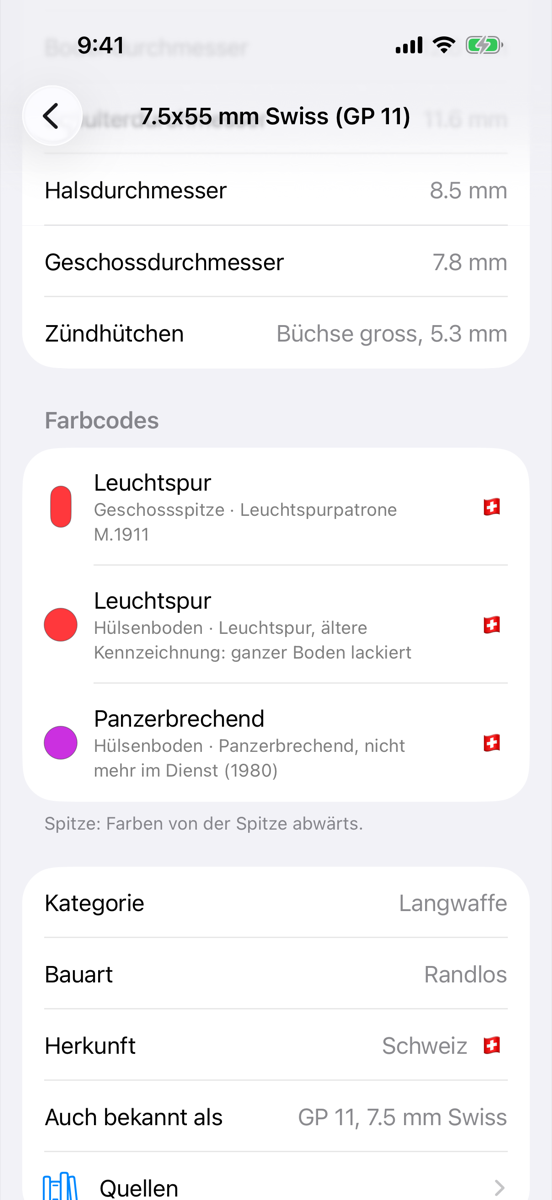 9:41
7.5x55 mm Swiss (GP 11)
11.6 mm
Halsdurchmesser 8.5 mm
Geschossdurchmesser 7.8 mm
Zündhütchen Büchse gross, 5.3 mm
Farbcodes
Leuchtspur
Geschossspitze · Leuchtspurpatrone
M.1911
Leuchtspur
Hülsenboden · Leuchtspur, ältere
Kennzeichnung: ganzer Boden lackiert
Panzerbrechend
Hülsenboden · Panzerbrechend, nicht
mehr im Dienst (1980)
Spitze: Farben von der Spitze abwärts.
Kategorie Langwaffe
Bauart Randlos
Herkunft Schweiz
Auch bekannt als GP 11, 7.5 mm Swiss
Quellen